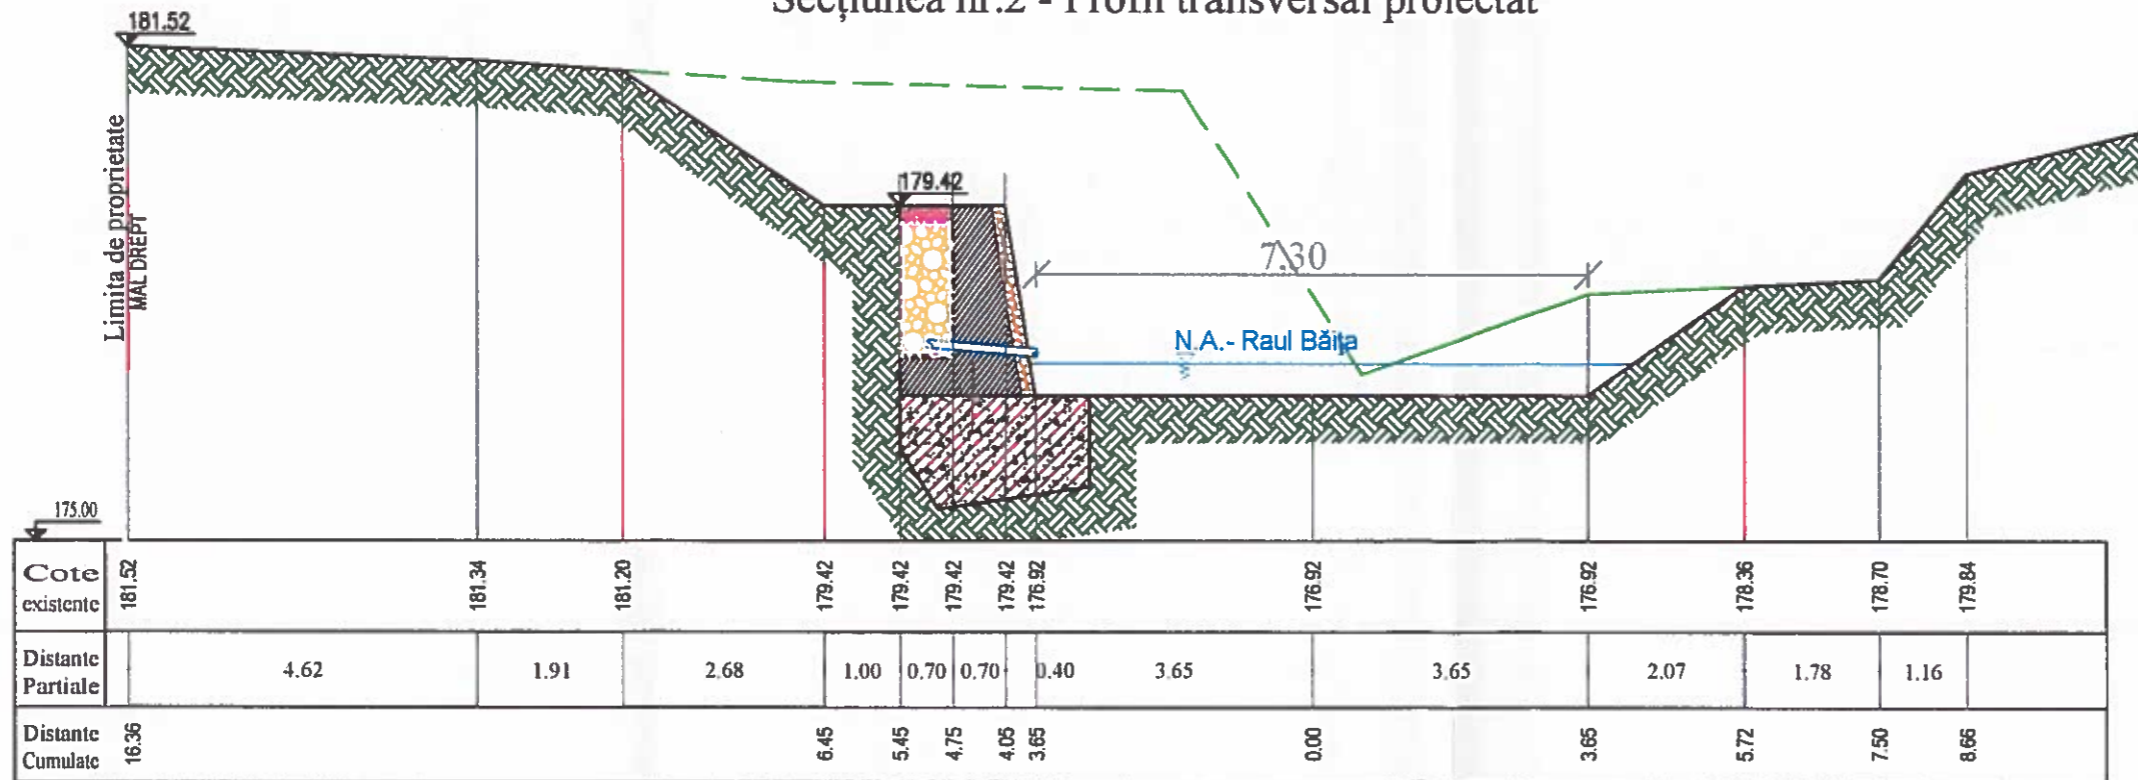 Secțiunea nr.2 - Profil transversal proiectat
181.52
Limita de proprietate
MAL DREPT
179.42
7.30
N.A.- Raul Băița
175.00
Cote existente
181.52 181.34 181.20 179.42 179.42 179.42 179.42 176.92 176.92 176.92 178.36 178.70 179.84
Distante Partiale
4.62 1.91 2.68 1.00 0.70 0.70 0.40 3.65 3.65 2.07 1.78 1.16
Distante Cumulate
16.36 6.45 5.45 4.75 4.05 3.65 0.00 3.65 5.72 7.50 8.66